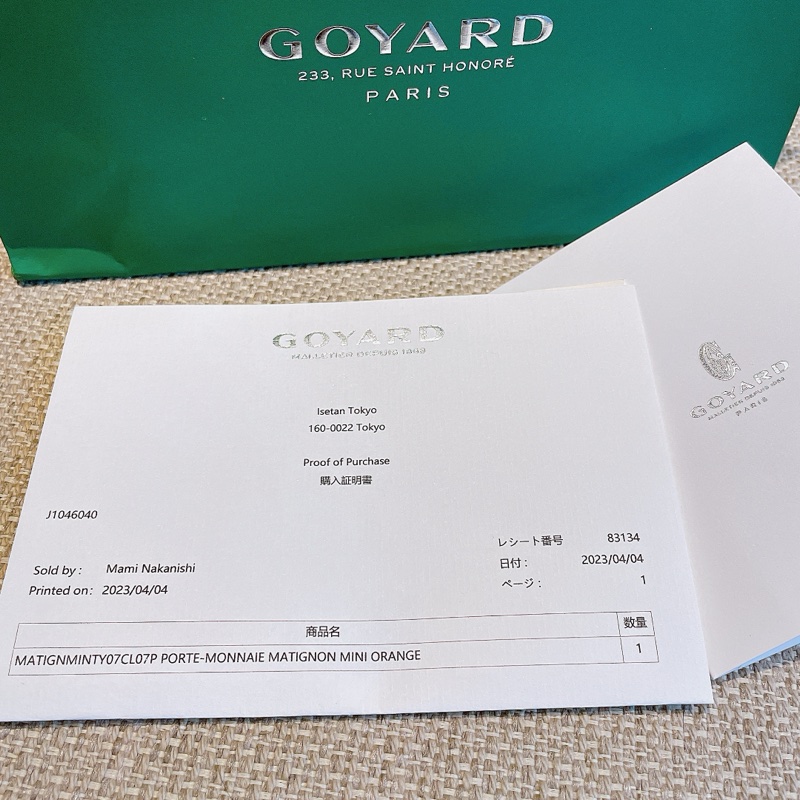 GOYARD
233, RUE SAINT HONORÉ
PARIS
GOYARD
MALLETIER DEPUIS 1853
PARIS
GOYARD
MALLETIER DEPUIS 1853
Isetan Tokyo
160-0022 Tokyo
Proof of Purchase
購入証明書
J1046040
レシート番号 83134
Sold by : Mami Nakanishi
日付 : 2023/04/04
Printed on : 2023/04/04
ページ : 1
商品名 数量
MATIGNMINTY07CL07P PORTE-MONNAIE MATIGNON MINI ORANGE 1